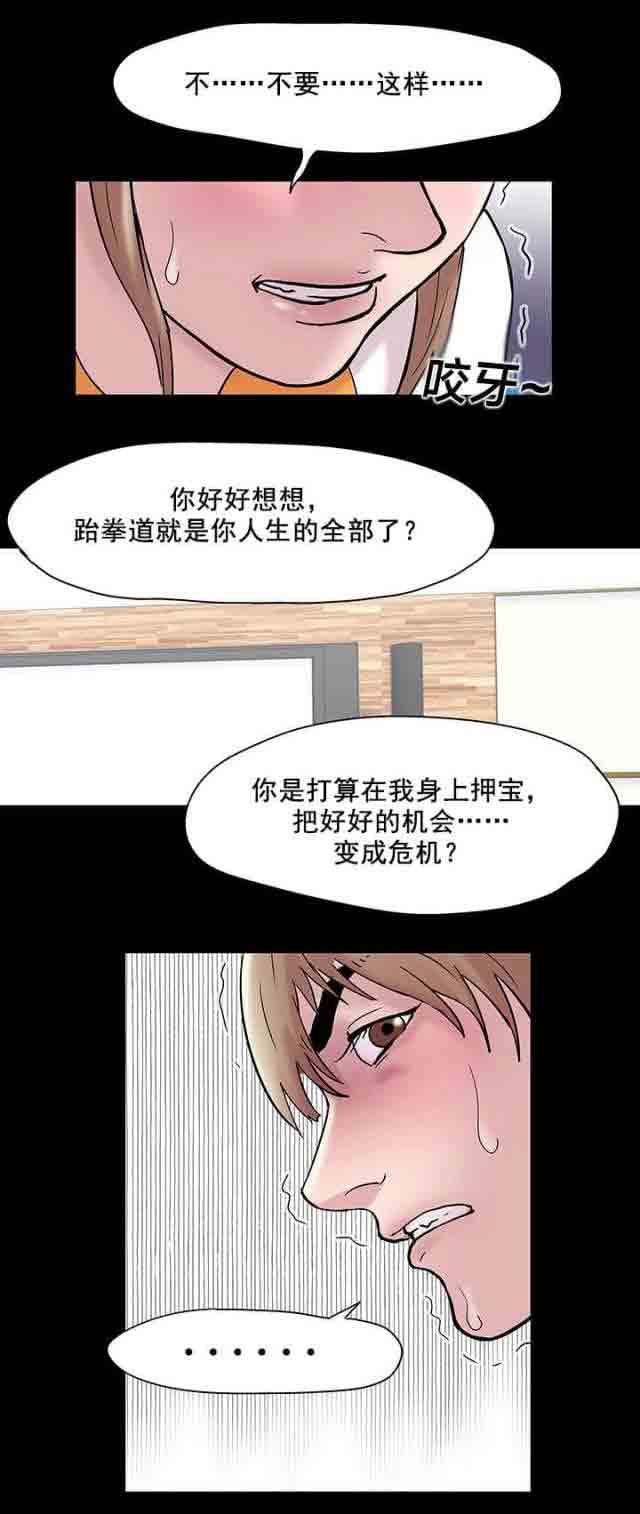 不……不要……这样……
咬牙~
你好好想想，
跆拳道就是你人生的全部了？
你是打算在我身上押宝，
把好好的机会……
变成危机？
······